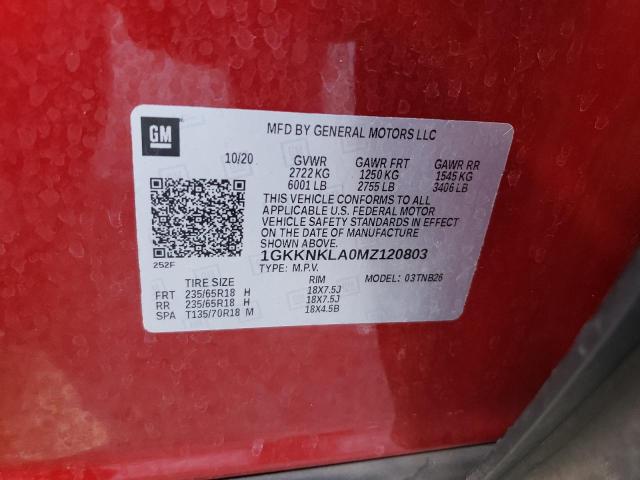 GM
MFD BY GENERAL MOTORS LLC
10/20 GVWR GAWR FRT GAWR RR
2722 KG 1250 KG 1545 KG
6001 LB 2755 LB 3406 LB
THIS VEHICLE CONFORMS TO ALL
APPLICABLE U.S. FEDERAL MOTOR
VEHICLE SAFETY STANDARDS IN EFFECT
ON THE DATE OF MANUFACTURE
SHOWN ABOVE.
1GKKNKLA0MZ120803
252F
TYPE: M.P.V. MODEL: 03TNB26
TIRE SIZE RIM
FRT 235/65R18 H 18X7.5J
RR 235/65R18 H 18X7.5J
SPA T135/70R18 M 18X4.5B